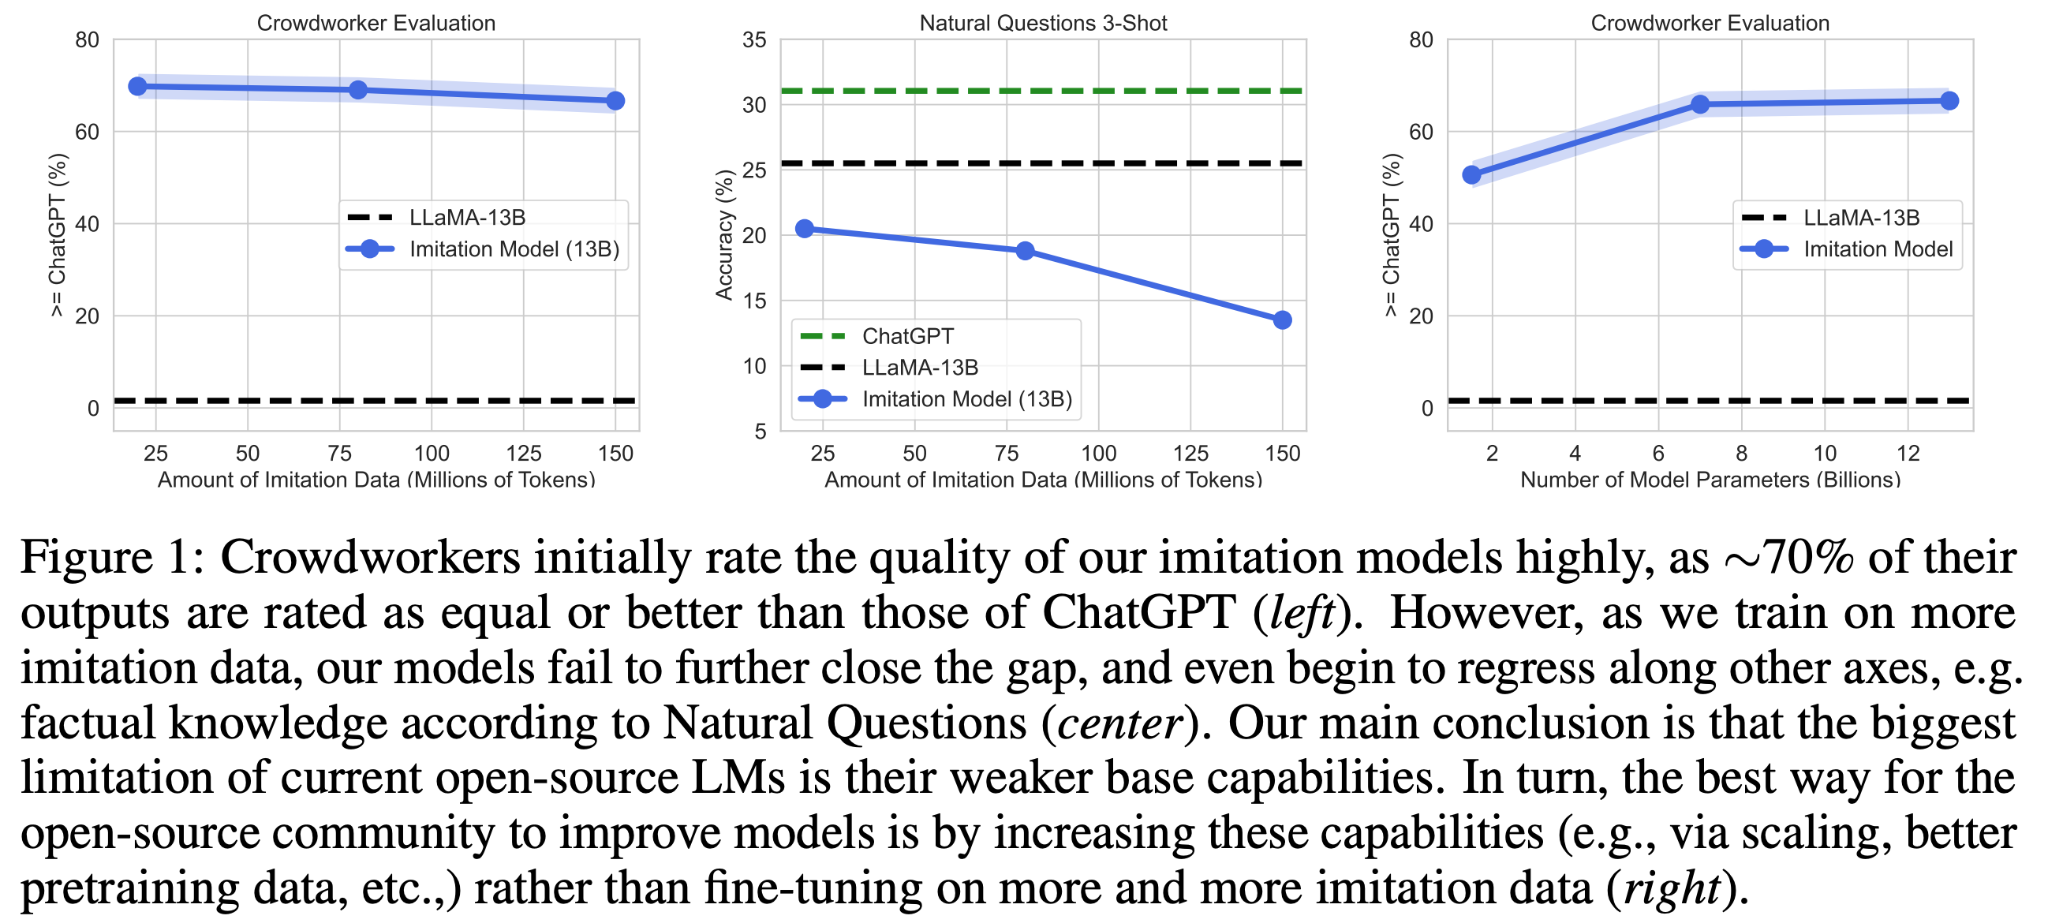 Crowdworker Evaluation
80
60
40
20
0
>= ChatGPT (%)
LLaMA-13B
Imitation Model (13B)
25 50 75 100 125 150
Amount of Imitation Data (Millions of Tokens)
Natural Questions 3-Shot
35
30
25
20
15
10
5
Accuracy (%)
ChatGPT
LLaMA-13B
Imitation Model (13B)
25 50 75 100 125 150
Amount of Imitation Data (Millions of Tokens)
Crowdworker Evaluation
80
60
40
20
0
>= ChatGPT (%)
LLaMA-13B
Imitation Model
2 4 6 8 10 12
Number of Model Parameters (Billions)
Figure 1: Crowdworkers initially rate the quality of our imitation models highly, as ∼70% of their
outputs are rated as equal or better than those of ChatGPT (left). However, as we train on more
imitation data, our models fail to further close the gap, and even begin to regress along other axes, e.g.
factual knowledge according to Natural Questions (center). Our main conclusion is that the biggest
limitation of current open-source LMs is their weaker base capabilities. In turn, the best way for the
open-source community to improve models is by increasing these capabilities (e.g., via scaling, better
pretraining data, etc.,) rather than fine-tuning on more and more imitation data (right).